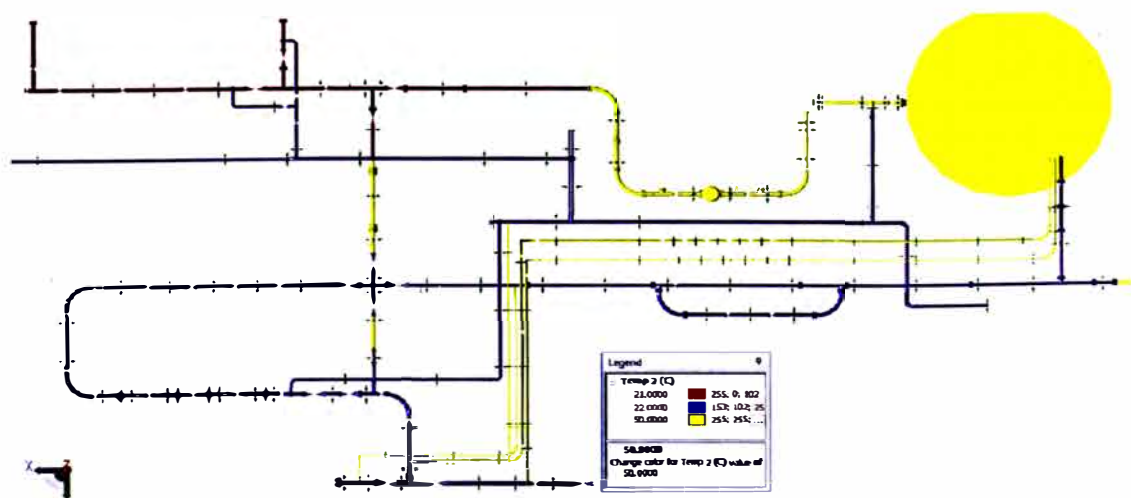 Legend
Temp 2 (C)
21.0000 255, 0; 102
22.0000 153; 102; 25
50.0000 255; 255; ...
50.0000
Change color for Temp 2 (C) value of
50.0000
X